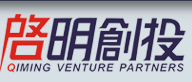 啓明創投
QIMING VENTURE PARTNERS